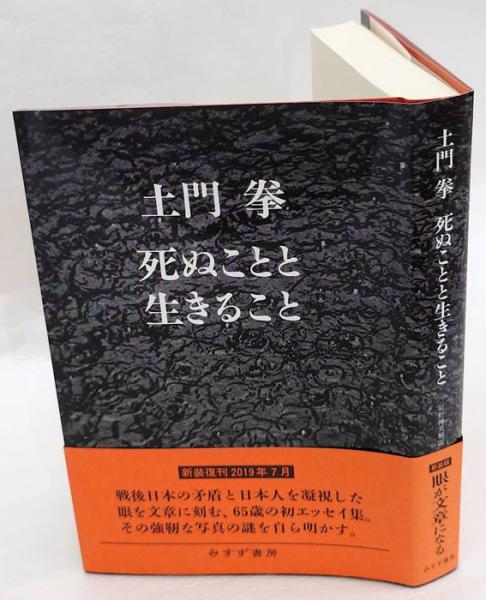 土門 拳
死ぬことと
生きること
新装復刊 2019年7月
戦後日本の矛盾と日本人を凝視した
眼を文章に刻む、65歳の初エッセイ集。
その強靭な写真の謎を自ら明かす。
みすず書房
土門 拳 死ぬことと生きること
新装版
眼が文章になる
みすず書房